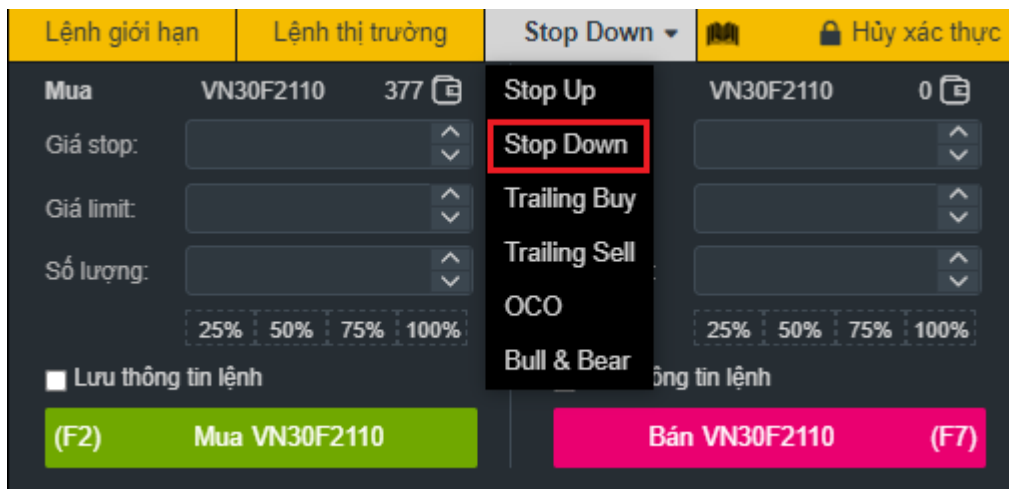 Lệnh giới hạn Lệnh thị trường Stop Down Hủy xác thực
Mua VN30F2110 377 Stop Up VN30F2110 0
Giá stop: Stop Down
Giá limit: Trailing Buy
Số lượng: Trailing Sell :
OCO
25% 50% 75% 100% 25% 50% 75% 100%
Bull & Bear
Lưu thông tin lệnh ông tin lệnh
(F2) Mua VN30F2110 Bán VN30F2110 (F7)